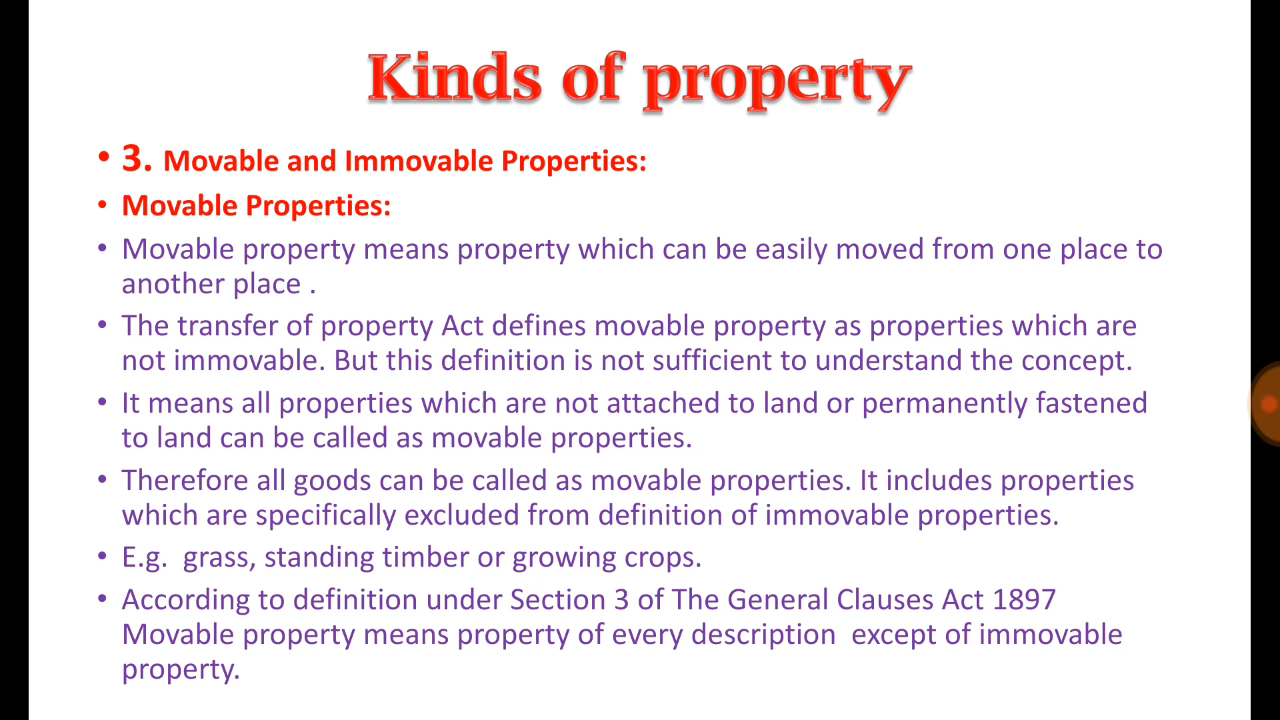 Kinds of property
• 3. Movable and Immovable Properties:
• Movable Properties:
• Movable property means property which can be easily moved from one place to
another place .
• The transfer of property Act defines movable property as properties which are
not immovable. But this definition is not sufficient to understand the concept.
• It means all properties which are not attached to land or permanently fastened
to land can be called as movable properties.
• Therefore all goods can be called as movable properties. It includes properties
which are specifically excluded from definition of immovable properties.
• E.g.  grass, standing timber or growing crops.
• According to definition under Section 3 of The General Clauses Act 1897
Movable property means property of every description  except of immovable
property.